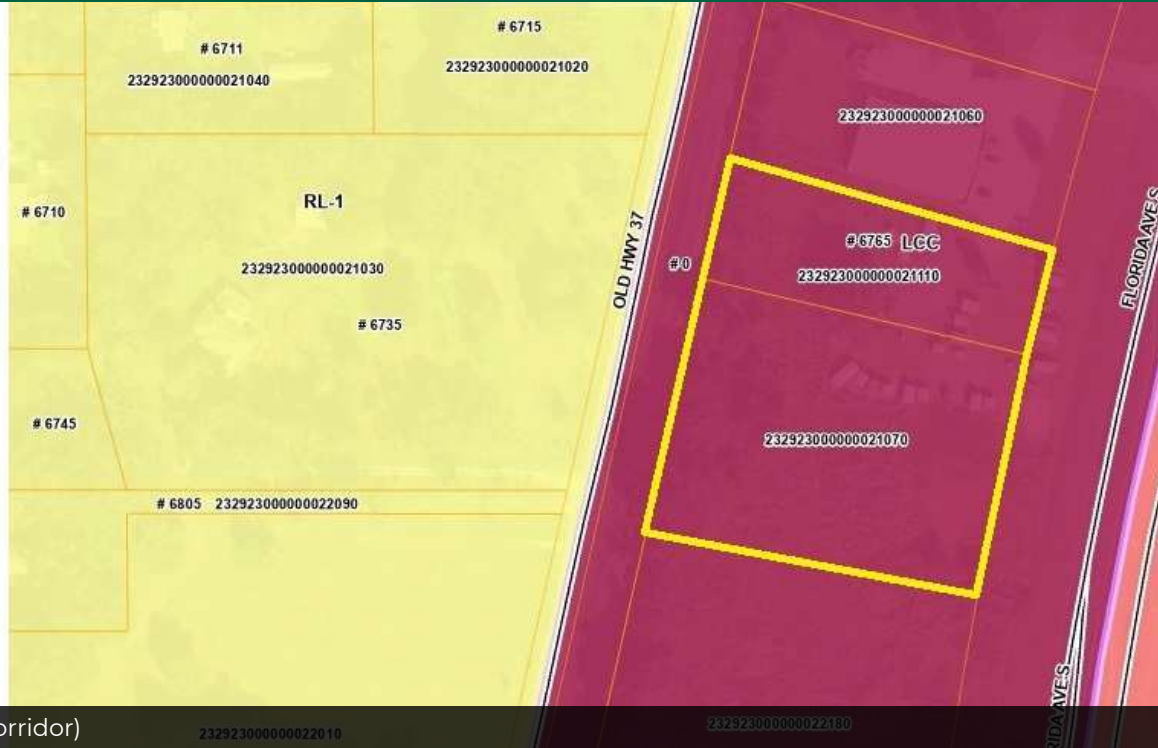 # 6715
# 6711
232923000000021020
232923000000021040
232923000000021060
RL-1
# 6710
OLD HWY 37
# 0
# 6765 LCC
FLORIDA AVE S
232923000000021030
232923000000021110
# 6735
# 6745
232923000000021070
# 6805 232923000000022090
RIDA AVE S
orridor)
232923000000022010
232923000000022180